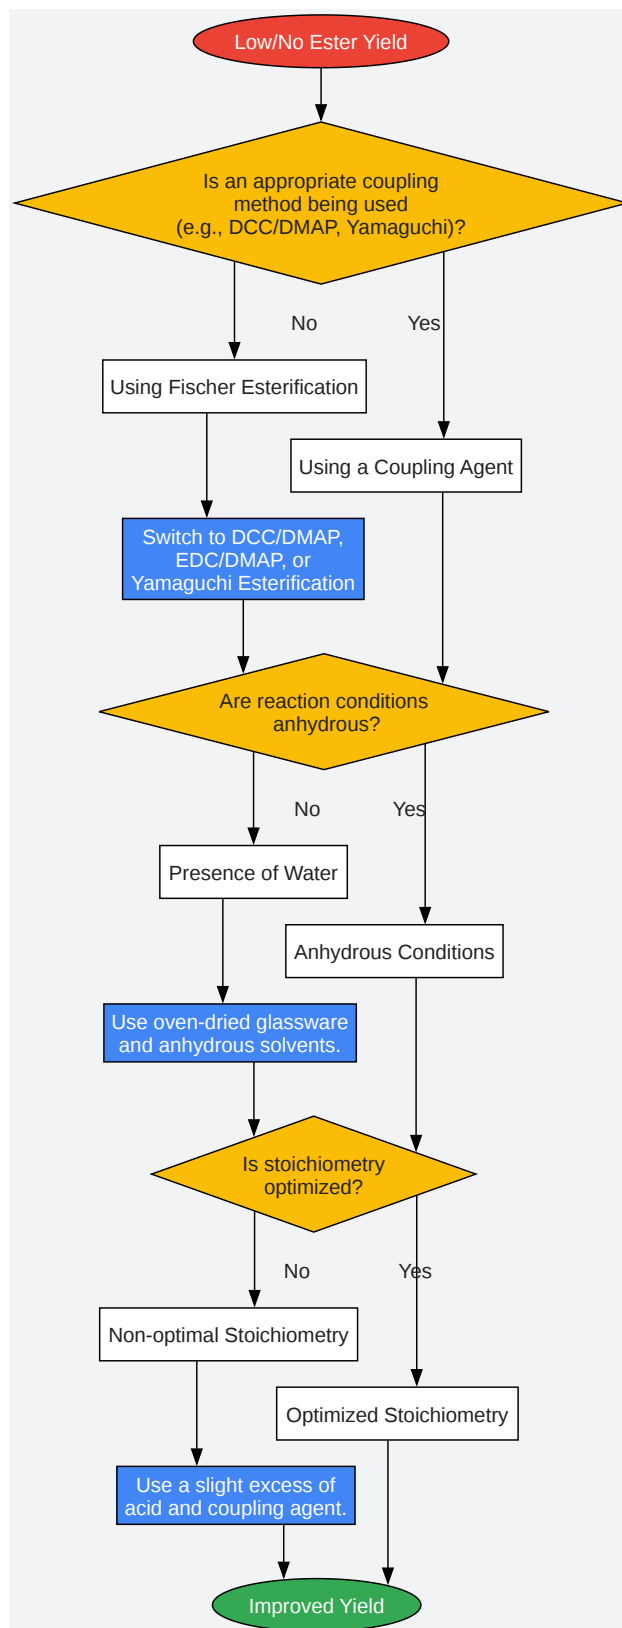 Low/No Ester Yield
Is an appropriate coupling
method being used
(e.g., DCC/DMAP, Yamaguchi)?
No
Yes
Using Fischer Esterification
Using a Coupling Agent
Switch to DCC/DMAP,
EDC/DMAP, or
Yamaguchi Esterification
Are reaction conditions
anhydrous?
No
Yes
Presence of Water
Anhydrous Conditions
Use oven-dried glassware
and anhydrous solvents.
Is stoichiometry
optimized?
No
Yes
Non-optimal Stoichiometry
Optimized Stoichiometry
Use a slight excess of
acid and coupling agent.
Improved Yield